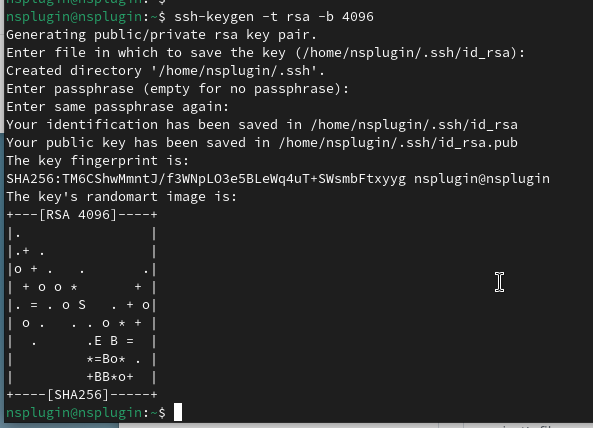 nsplugin@nsplugin:~$ ssh-keygen -t rsa -b 4096
Generating public/private rsa key pair.
Enter file in which to save the key (/home/nsplugin/.ssh/id_rsa):
Created directory '/home/nsplugin/.ssh'.
Enter passphrase (empty for no passphrase):
Enter same passphrase again:
Your identification has been saved in /home/nsplugin/.ssh/id_rsa
Your public key has been saved in /home/nsplugin/.ssh/id_rsa.pub
The key fingerprint is:
SHA256:TM6CShwMmntJ/f3WNpLO3e5BLeWq4uT+SWsmbFtxyyg nsplugin@nsplugin
The key's randomart image is:
+---[RSA 4096]----+
|.                |
|.+ .             |
|o + .   .       .|
| + o o *       + |
|. = . o S   . + o|
| o .   . . o * + |
|  .      .E B =  |
|         *=Bo* . |
|         +BB*o+  |
+----[SHA256]-----+
nsplugin@nsplugin:~$